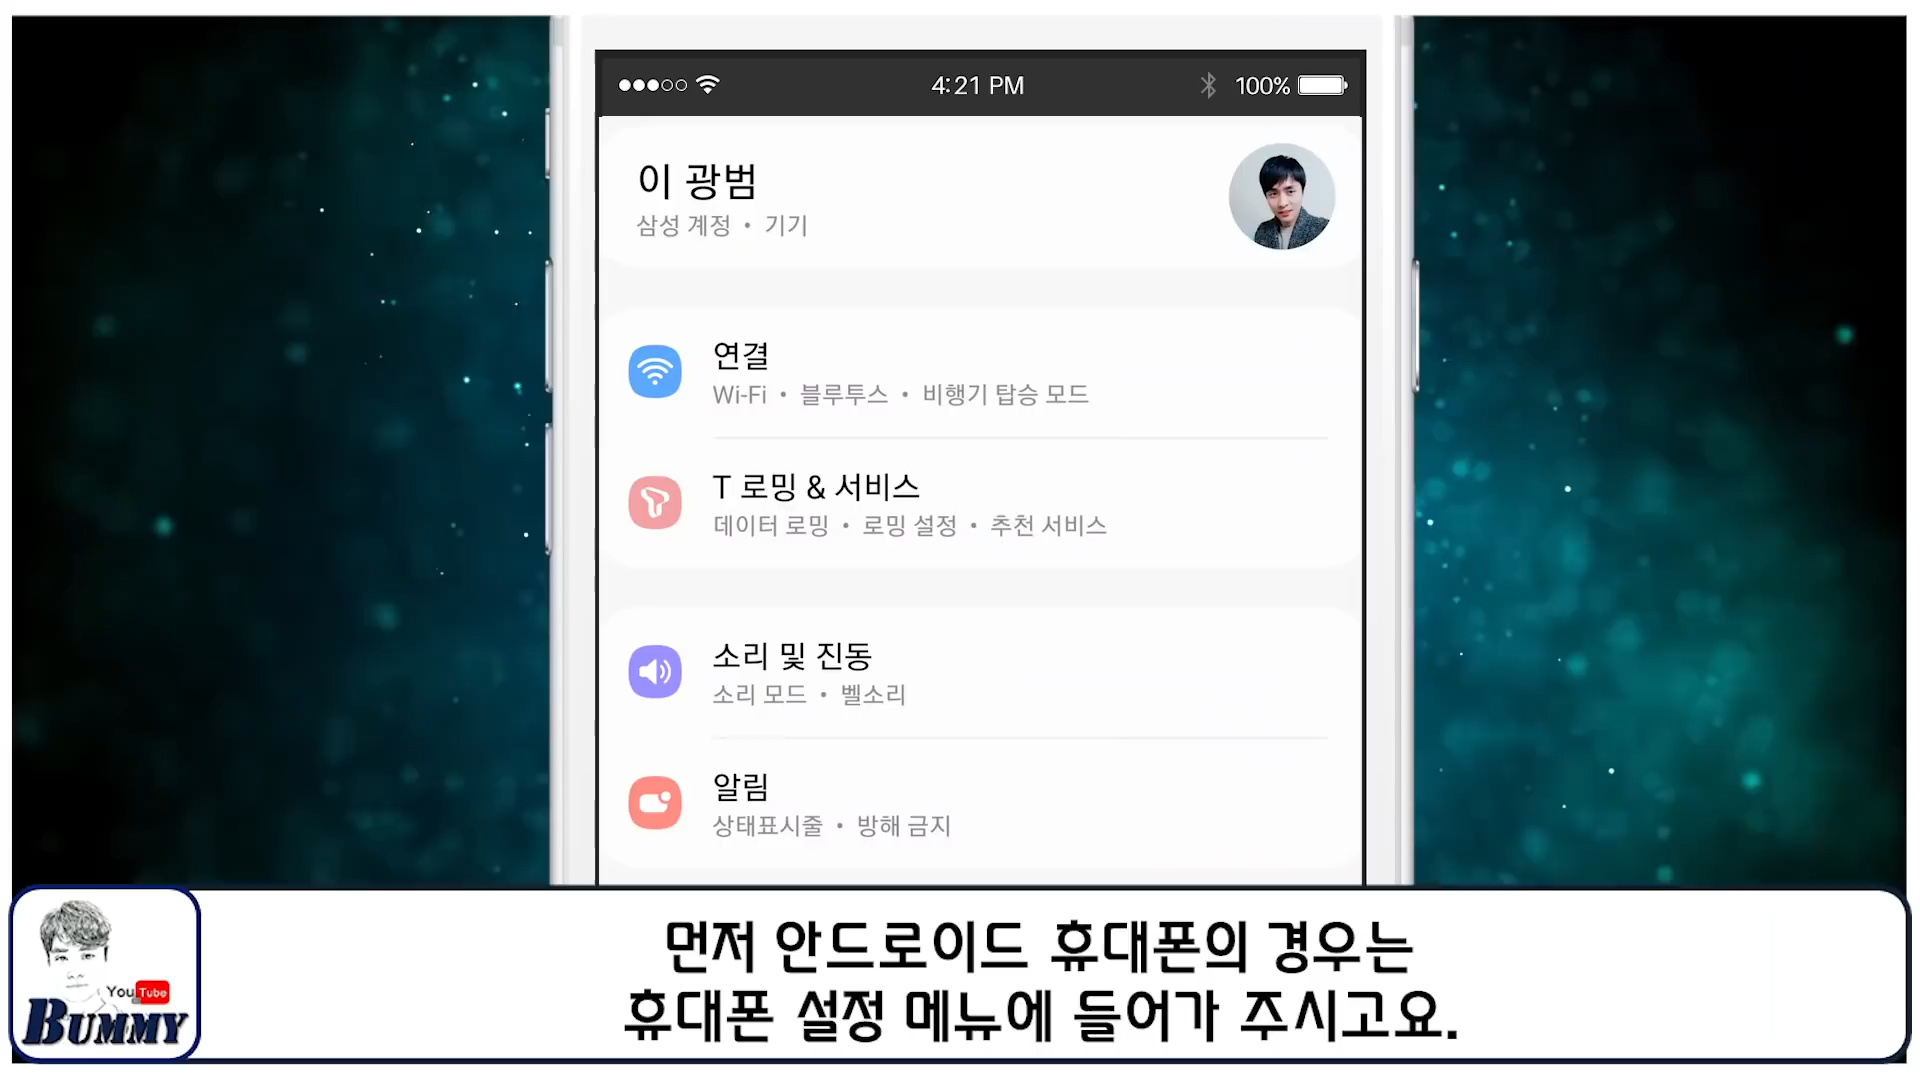 4:21 PM
100%
이 광범
삼성 계정 • 기기
연결
Wi-Fi • 블루투스 • 비행기 탑승 모드
T 로밍 & 서비스
데이터 로밍 • 로밍 설정 • 추천 서비스
소리 및 진동
소리 모드 • 벨소리
알림
상태표시줄 • 방해 금지
먼저 안드로이드 휴대폰의 경우는
휴대폰 설정 메뉴에 들어가 주시고요.
YouTube
BUMMY